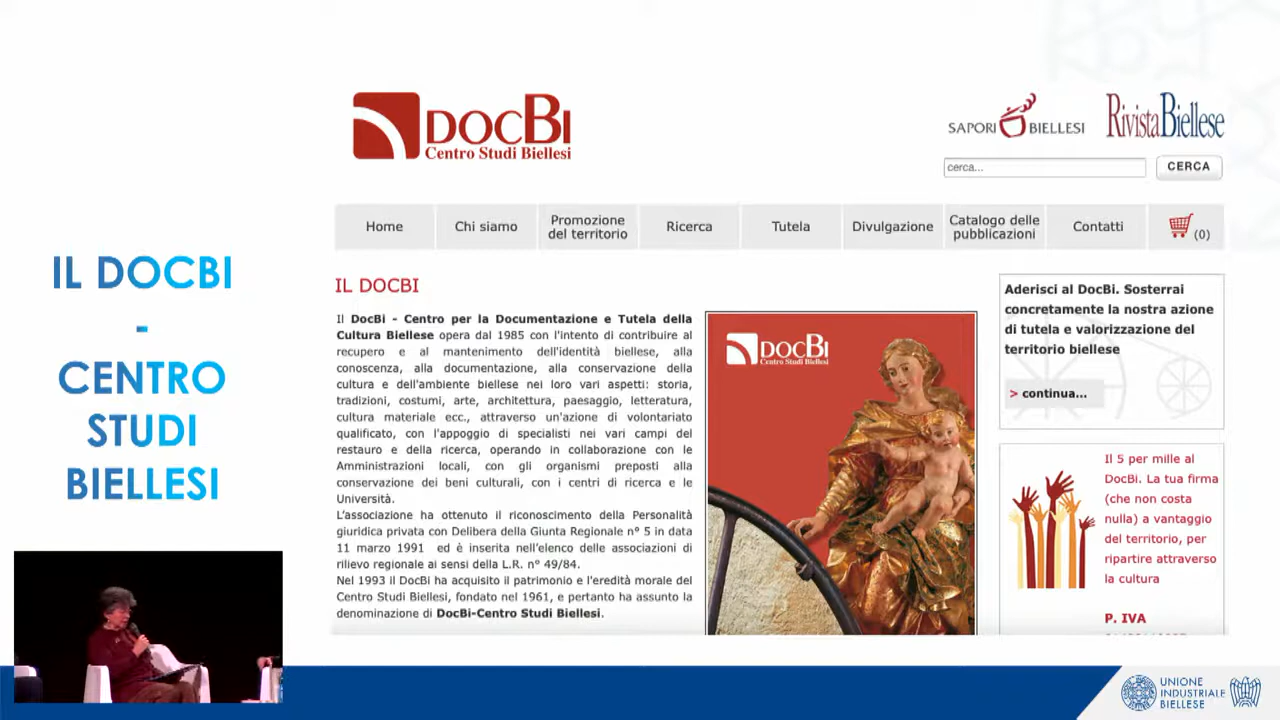 IL DOCBI
-
CENTRO
STUDI
BIELLESI
DOCBI
Centro Studi Biellesi
SAPORI BIELLESI
RivistaBiellese
cerca...
CERCA
Home
Chi siamo
Promozione
del territorio
Ricerca
Tutela
Divulgazione
Catalogo delle
pubblicazioni
Contatti
(0)
IL DOCBI
Il DocBi - Centro per la Documentazione e Tutela della
Cultura Biellese opera dal 1985 con l'intento di contribuire al
recupero e al mantenimento dell'identità biellese, alla
conoscenza, alla documentazione, alla conservazione della
cultura e dell'ambiente biellese nei loro vari aspetti: storia,
tradizioni, costumi, arte, architettura, paesaggio, letteratura,
cultura materiale ecc., attraverso un'azione di volontariato
qualificato, con l'appoggio di specialisti nei vari campi del
restauro e della ricerca, operando in collaborazione con le
Amministrazioni locali, con gli organismi preposti alla
conservazione dei beni culturali, con i centri di ricerca e le
Università.
L'associazione ha ottenuto il riconoscimento della Personalità
giuridica privata con Delibera della Giunta Regionale n° 5 in data
11 marzo 1991 ed è inserita nell'elenco delle associazioni di
rilievo regionale ai sensi della L.R. n° 49/84.
Nel 1993 il DocBi ha acquisito il patrimonio e l'eredità morale del
Centro Studi Biellesi, fondato nel 1961, e pertanto ha assunto la
denominazione di DocBi-Centro Studi Biellesi.
DOCBI
Centro Studi Biellesi
Aderisci al DocBi. Sosterrai
concretamente la nostra azione
di tutela e valorizzazione del
territorio biellese
> continua...
Il 5 per mille al
DocBi. La tua firma
(che non costa
nulla) a vantaggio
del territorio, per
ripartire attraverso
la cultura
P. IVA
UNIONE
INDUSTRIALE
BIELLESE